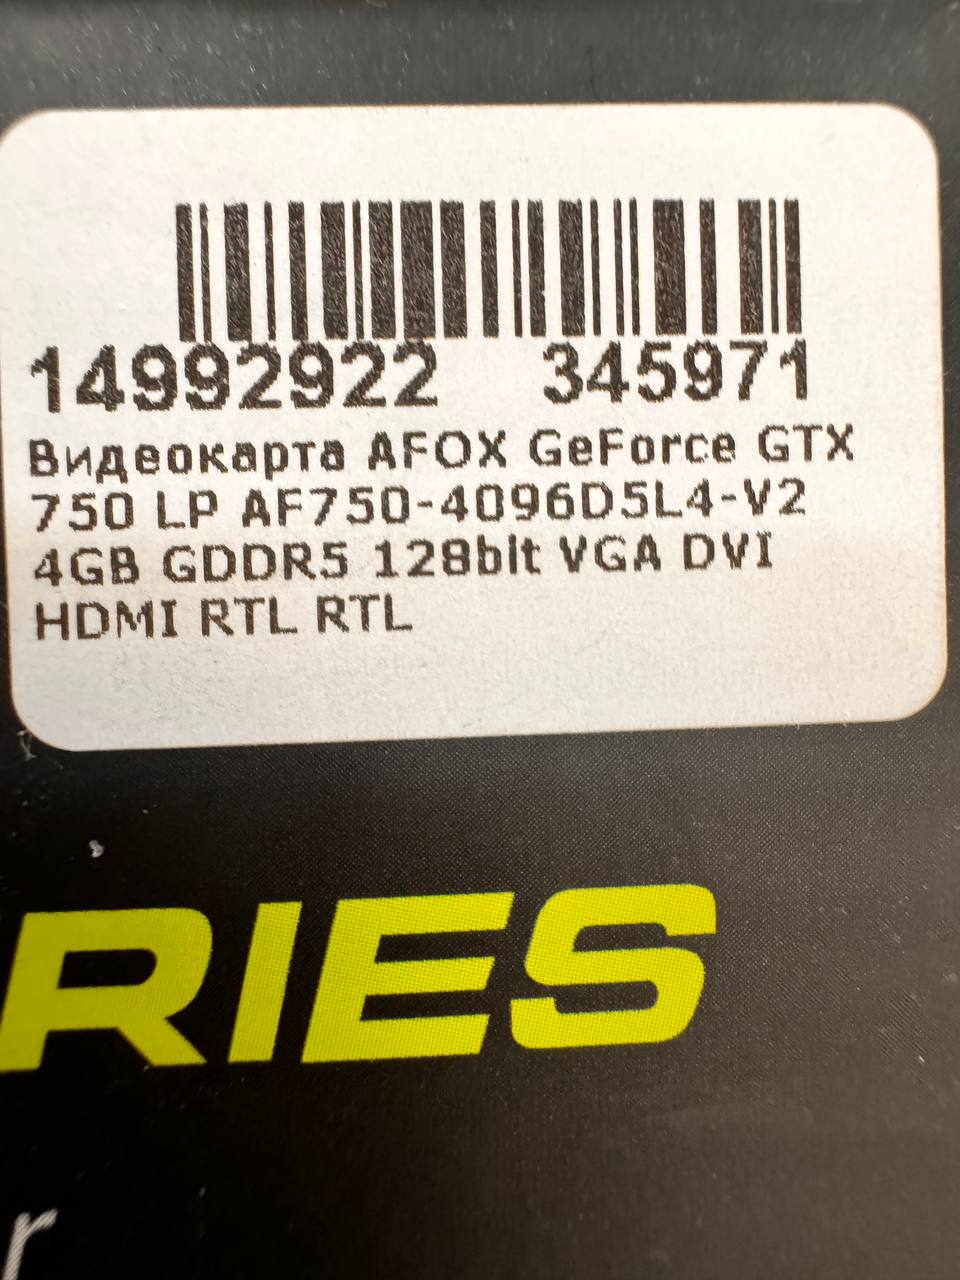 14992922 345971
Видеокарта AFOX GeForce GTX
750 LP AF750-4096D5L4-V2
4GB GDDR5 128bit VGA DVI
HDMI RTL RTL
RIES
r